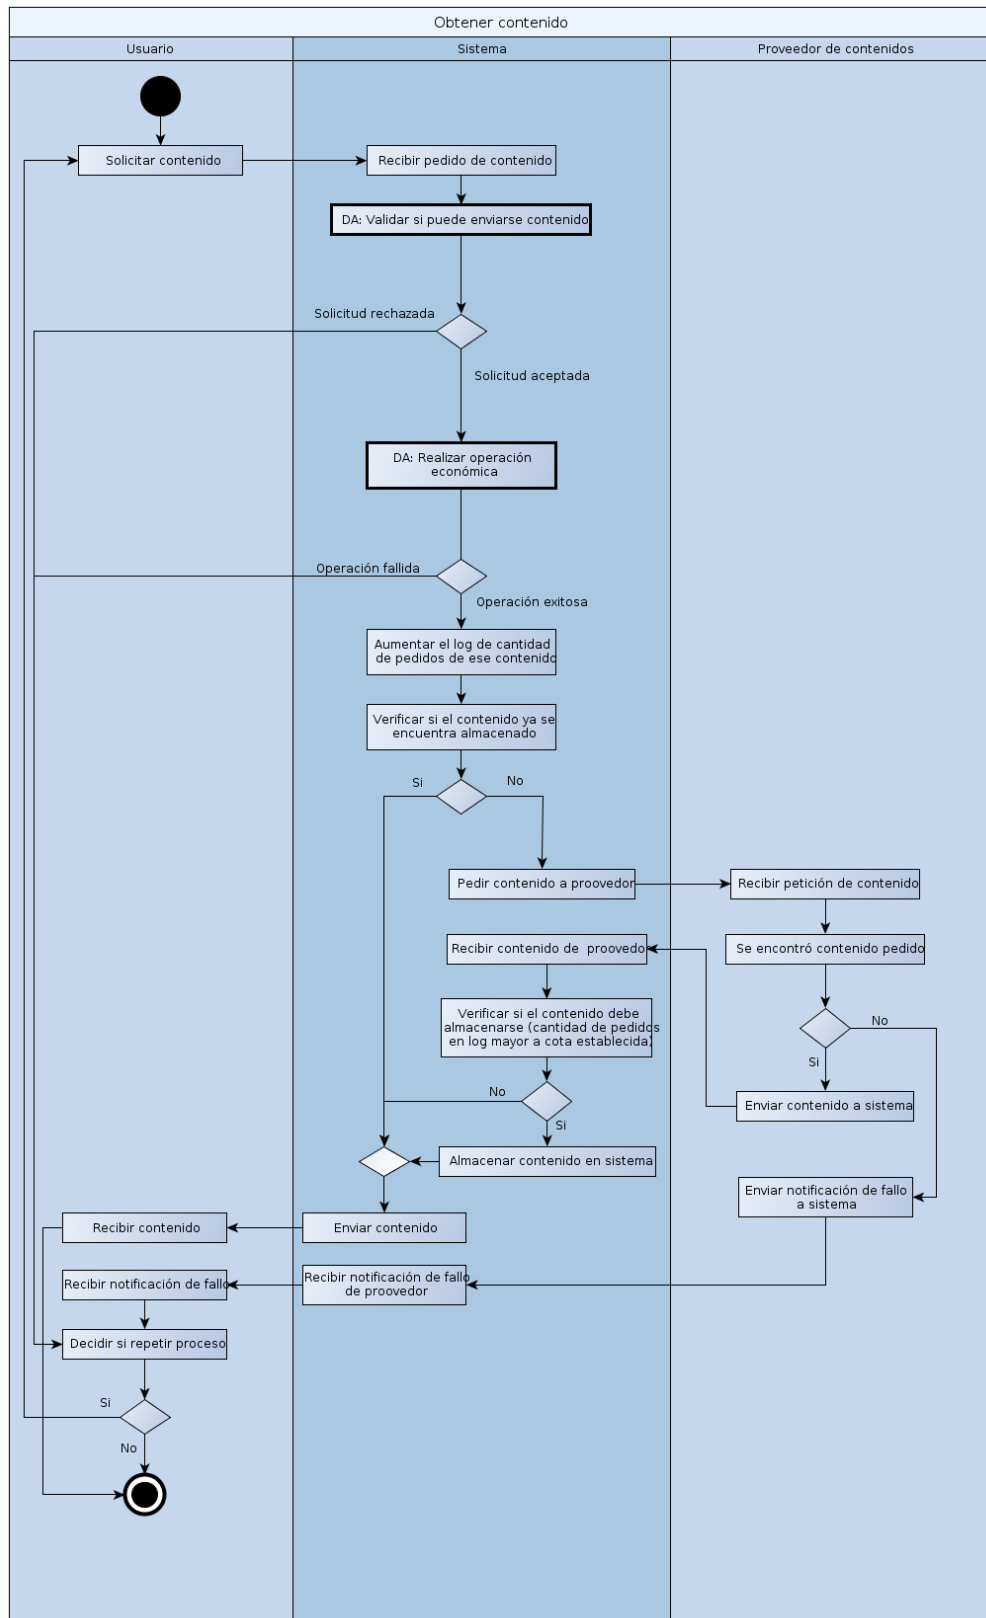 Obtener contenido
Usuario
Sistema
Proveedor de contenidos
Solicitar contenido
Recibir pedido de contenido
DA: Validar si puede enviarse contenido
Solicitud rechazada
Solicitud aceptada
DA: Realizar operación
económica
Operación fallida
Operación exitosa
Aumentar el log de cantidad
de pedidos de ese contenido
Verificar si el contenido ya se
encuentra almacenado
Si
No
Pedir contenido a proovedor
Recibir petición de contenido
Recibir contenido de proovedor
Se encontró contenido pedido
Verificar si el contenido debe
almacenarse (cantidad de pedidos
en log mayor a cota establecida)
No
Si
Enviar contenido a sistema
No
Si
Almacenar contenido en sistema
Enviar notificación de fallo
a sistema
Recibir contenido
Enviar contenido
Recibir notificación de fallo
Recibir notificación de fallo
de proovedor
Decidir si repetir proceso
Si
No